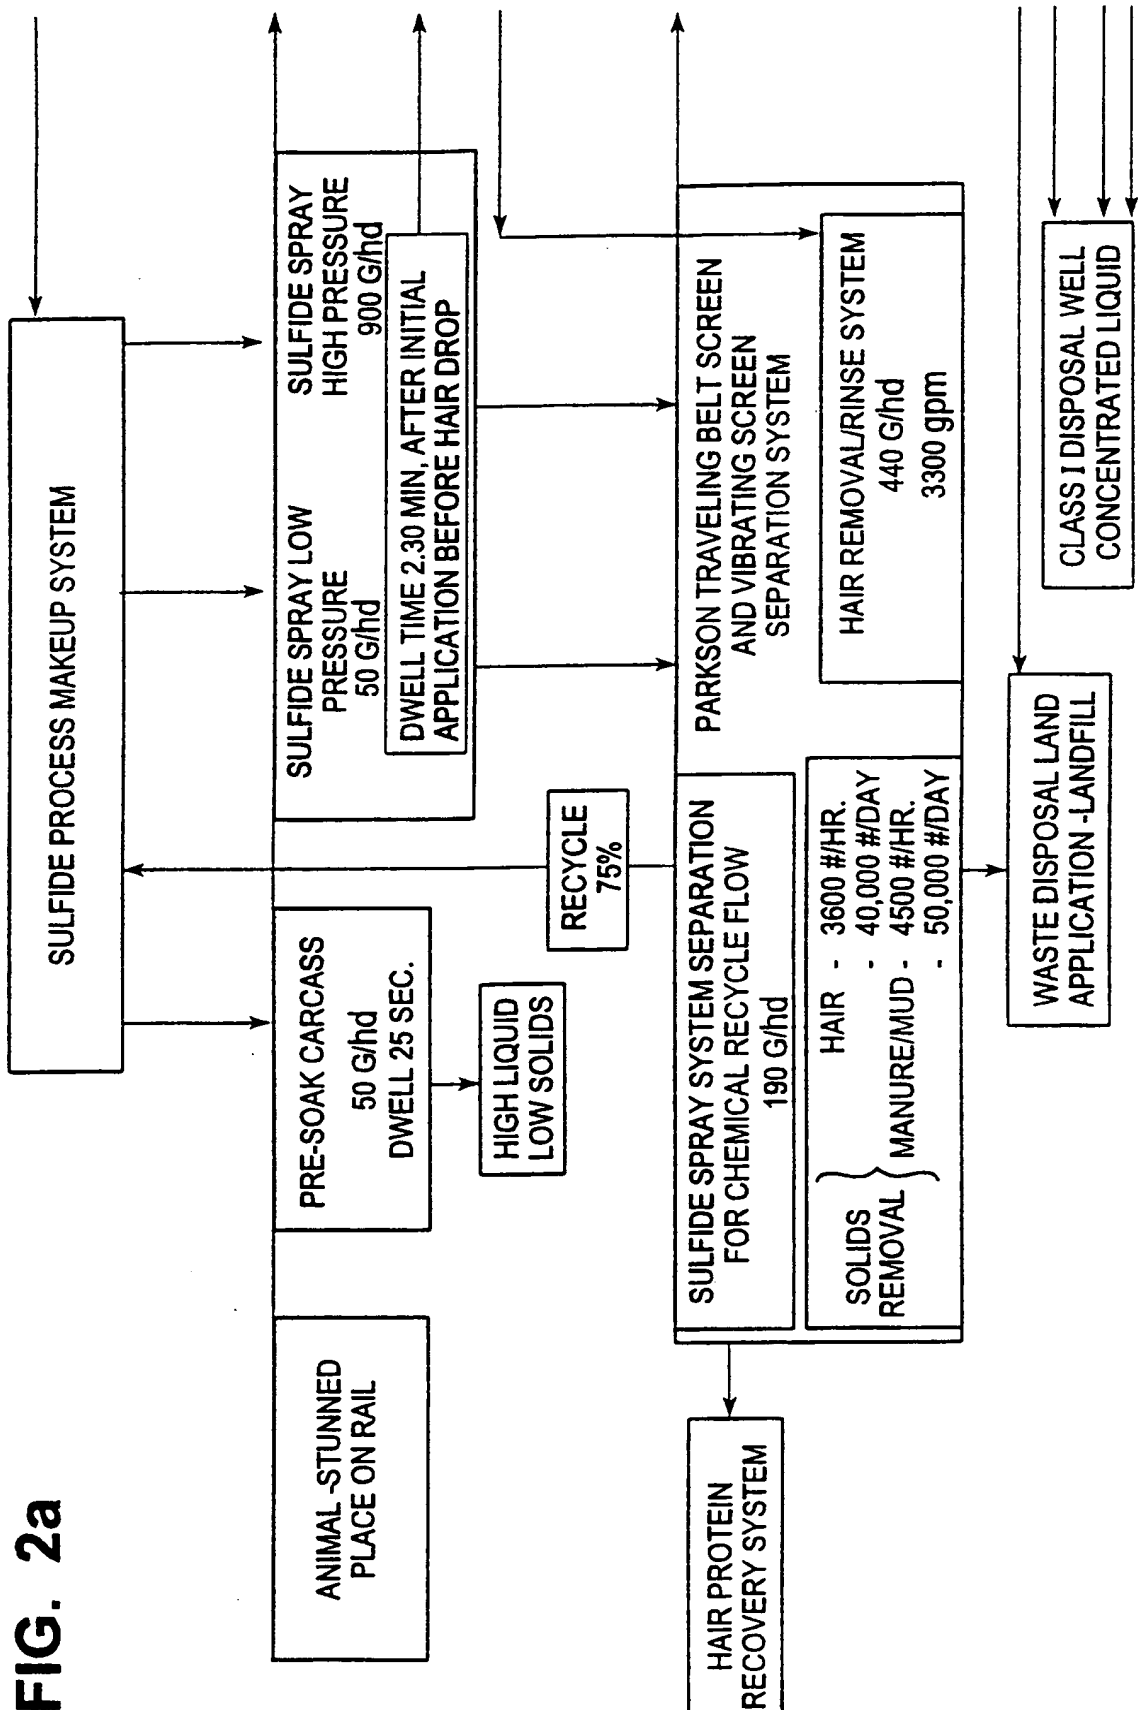 FIG. 2a
SULFIDE PROCESS MAKEUP SYSTEM
ANIMAL -STUNNED
PLACE ON RAIL
PRE-SOAK CARCASS
50 G/hd
DWELL 25 SEC.
HIGH LIQUID
LOW SOLIDS
SULFIDE SPRAY LOW
PRESSURE
50 G/hd
SULFIDE SPRAY
HIGH PRESSURE
900 G/hd
DWELL TIME 2.30 MIN, AFTER INITIAL
APPLICATION BEFORE HAIR DROP
RECYCLE
75%
HAIR PROTEIN
RECOVERY SYSTEM
SULFIDE SPRAY SYSTEM SEPARATION
FOR CHEMICAL RECYCLE FLOW
190 G/hd
SOLIDS
REMOVAL
HAIR - 3600 #/HR.
- 40,000 #/DAY
MANURE/MUD - 4500 #/HR.
- 50,000 #/DAY
PARKSON TRAVELING BELT SCREEN
AND VIBRATING SCREEN
SEPARATION SYSTEM
HAIR REMOVAL/RINSE SYSTEM
440 G/hd
3300 gpm
WASTE DISPOSAL LAND
APPLICATION -LANDFILL
CLASS I DISPOSAL WELL
CONCENTRATED LIQUID